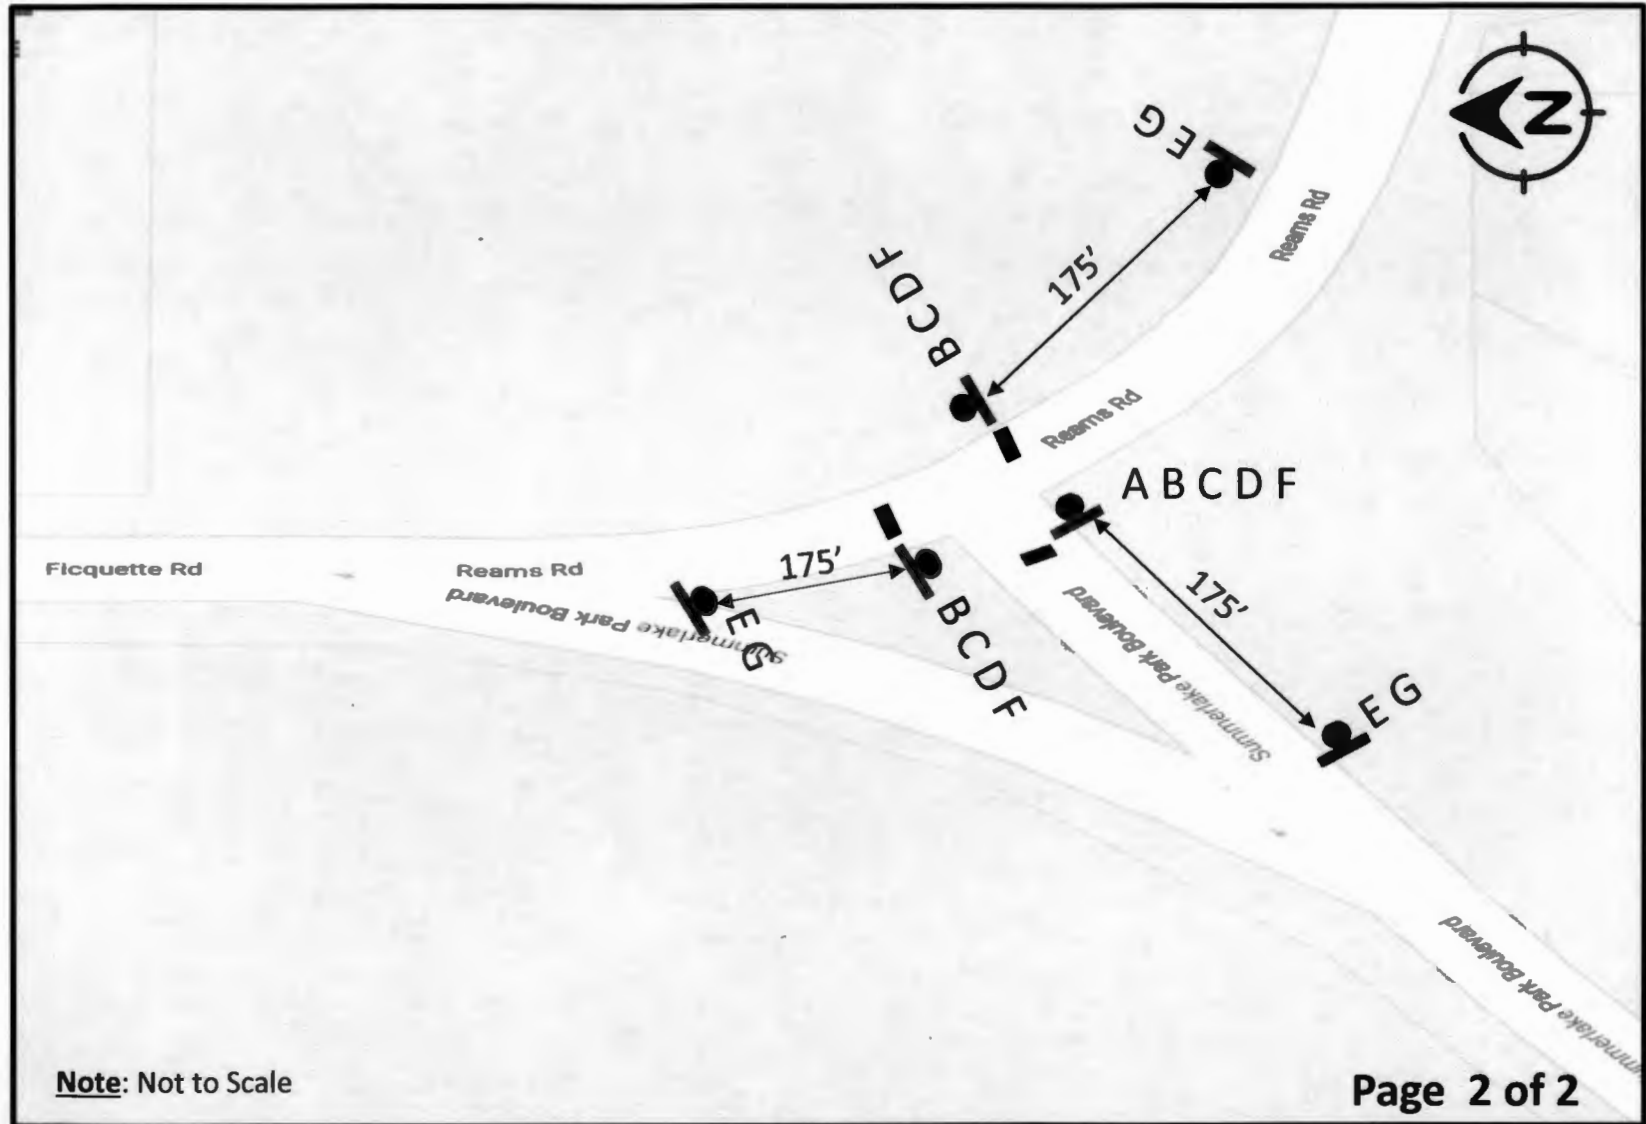 N
E G
Reams Rd
175'
B C D F
Reams Rd
A B C D F
Ficquette Rd
Reams Rd
175'
Summerlake Park Boulevard
E G
B C D F
Summerlake Park Boulevard
175'
E G
Summerlake Park Boulevard
Note: Not to Scale
Page 2 of 2